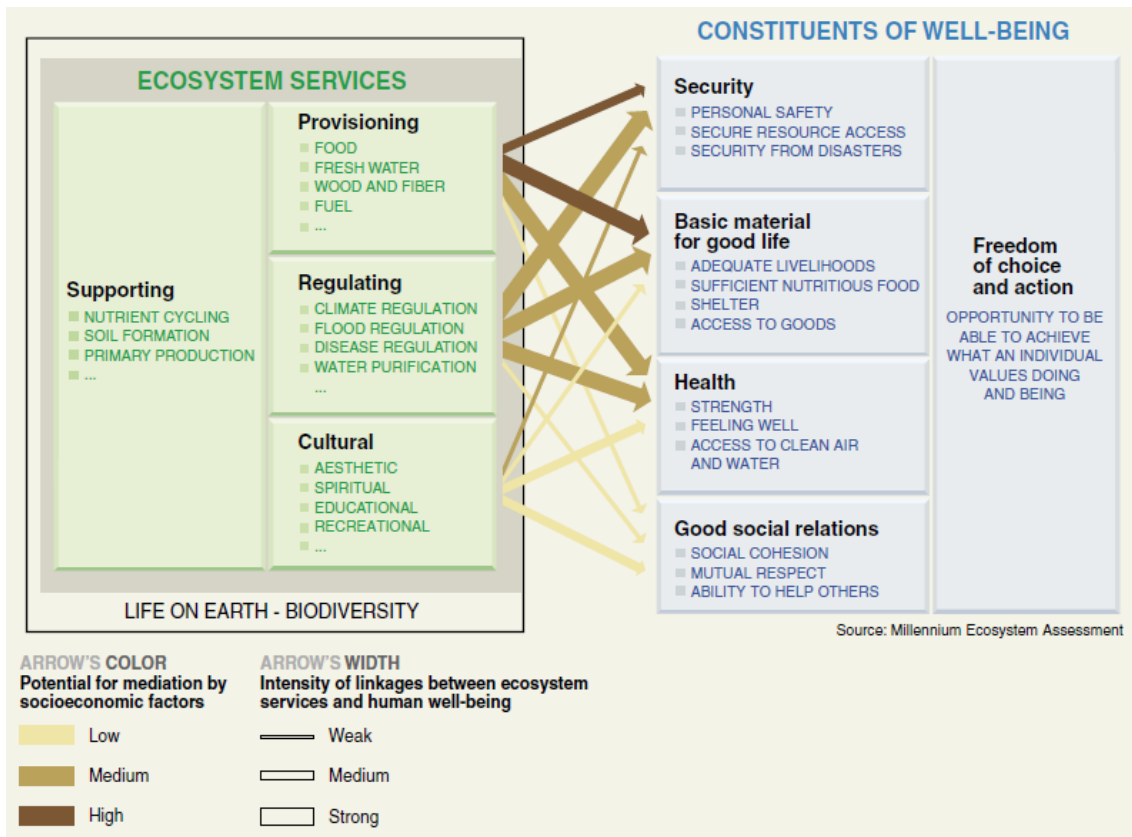 CONSTITUENTS OF WELL-BEING
ECOSYSTEM SERVICES
Supporting
NUTRIENT CYCLING
SOIL FORMATION
PRIMARY PRODUCTION
...
Provisioning
FOOD
FRESH WATER
WOOD AND FIBER
FUEL
...
Regulating
CLIMATE REGULATION
FLOOD REGULATION
DISEASE REGULATION
WATER PURIFICATION
...
Cultural
AESTHETIC
SPIRITUAL
EDUCATIONAL
RECREATIONAL
...
LIFE ON EARTH - BIODIVERSITY
Security
PERSONAL SAFETY
SECURE RESOURCE ACCESS
SECURITY FROM DISASTERS
Basic material
for good life
ADEQUATE LIVELIHOODS
SUFFICIENT NUTRITIOUS FOOD
SHELTER
ACCESS TO GOODS
Health
STRENGTH
FEELING WELL
ACCESS TO CLEAN AIR
AND WATER
Good social relations
SOCIAL COHESION
MUTUAL RESPECT
ABILITY TO HELP OTHERS
Freedom
of choice
and action
OPPORTUNITY TO BE
ABLE TO ACHIEVE
WHAT AN INDIVIDUAL
VALUES DOING
AND BEING
Source: Millennium Ecosystem Assessment
ARROW'S COLOR
Potential for mediation by
socioeconomic factors
Low
Medium
High
ARROW'S WIDTH
Intensity of linkages between ecosystem
services and human well-being
Weak
Medium
Strong